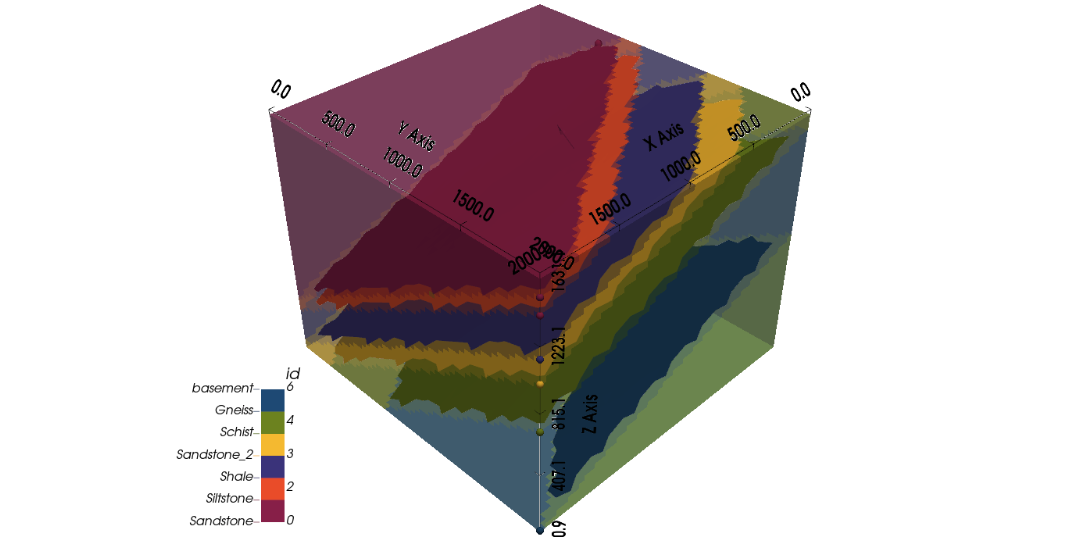 0.0
500.0
Y Axis
1000.0
1500.0
0.0
500.0
X Axis
1000.0
1500.0
2000.0
1223.1
815.1
Z Axis
407.1
0.9
id
basement
6
Gneiss
Schist
4
Sandstone_2
3
Shale
Siltstone
2
Sandstone
0